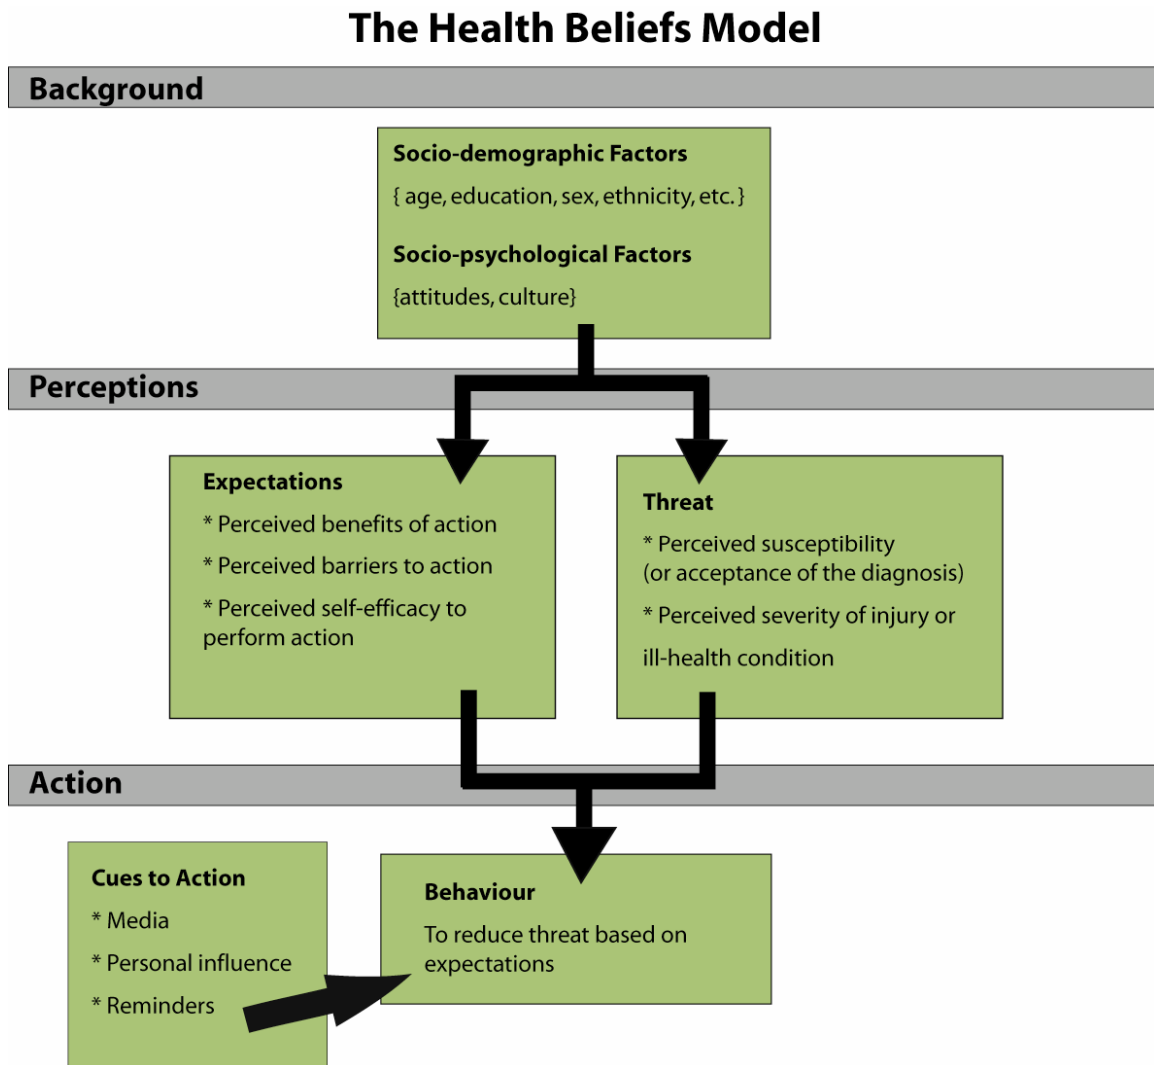 The Health Beliefs Model
Background
Socio-demographic Factors
{ age, education, sex, ethnicity, etc. }
Socio-psychological Factors
{attitudes, culture}
Perceptions
Expectations
* Perceived benefits of action
* Perceived barriers to action
* Perceived self-efficacy to
perform action
Threat
* Perceived susceptibility
(or acceptance of the diagnosis)
* Perceived severity of injury or
ill-health condition
Action
Cues to Action
* Media
* Personal influence
* Reminders
Behaviour
To reduce threat based on
expectations